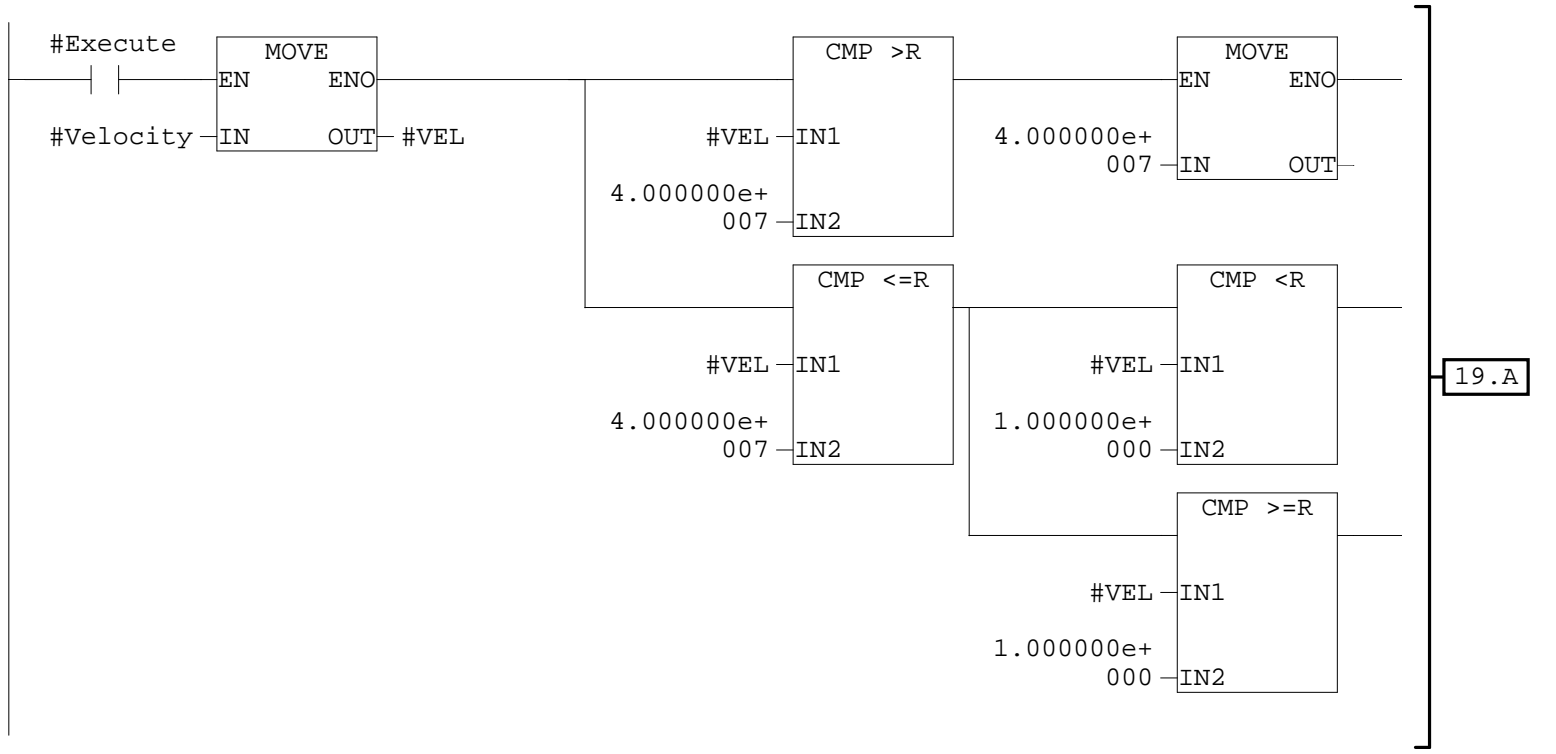 #Execute
MOVE
EN ENO
#Velocity IN OUT #VEL
CMP >R
#VEL IN1
4.000000e+
007 IN2
MOVE
EN ENO
4.000000e+
007 IN OUT
CMP <=R
#VEL IN1
4.000000e+
007 IN2
CMP <R
#VEL IN1
1.000000e+
000 IN2
CMP >=R
#VEL IN1
1.000000e+
000 IN2
19.A